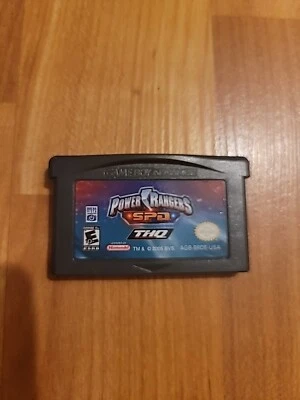 GAME BOY ADVANCE
POWER RANGERS
SPD
THQ
E
Nintendo
TM & © 2005 BVS
AGB-BRDE-USA